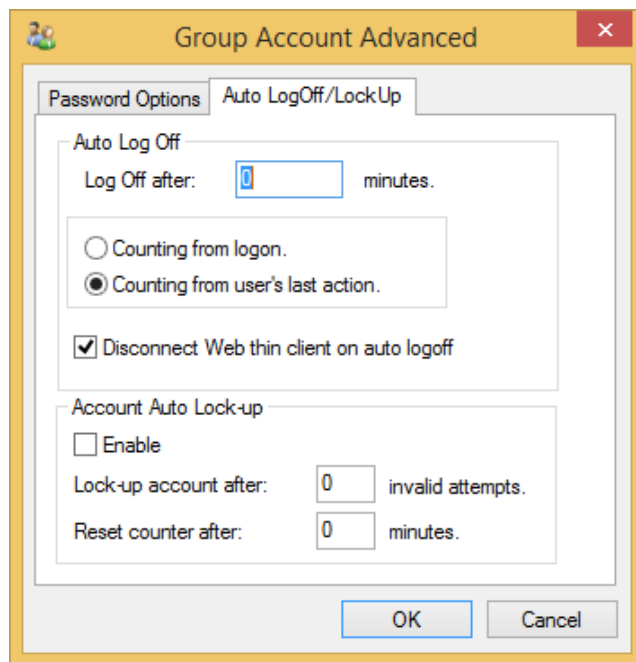 Group Account Advanced
Password Options Auto LogOff/LockUp
Auto Log Off
Log Off after: 0 minutes.
Counting from logon.
Counting from user's last action.
Disconnect Web thin client on auto logoff
Account Auto Lock-up
Enable
Lock-up account after: 0 invalid attempts.
Reset counter after: 0 minutes.
OK Cancel